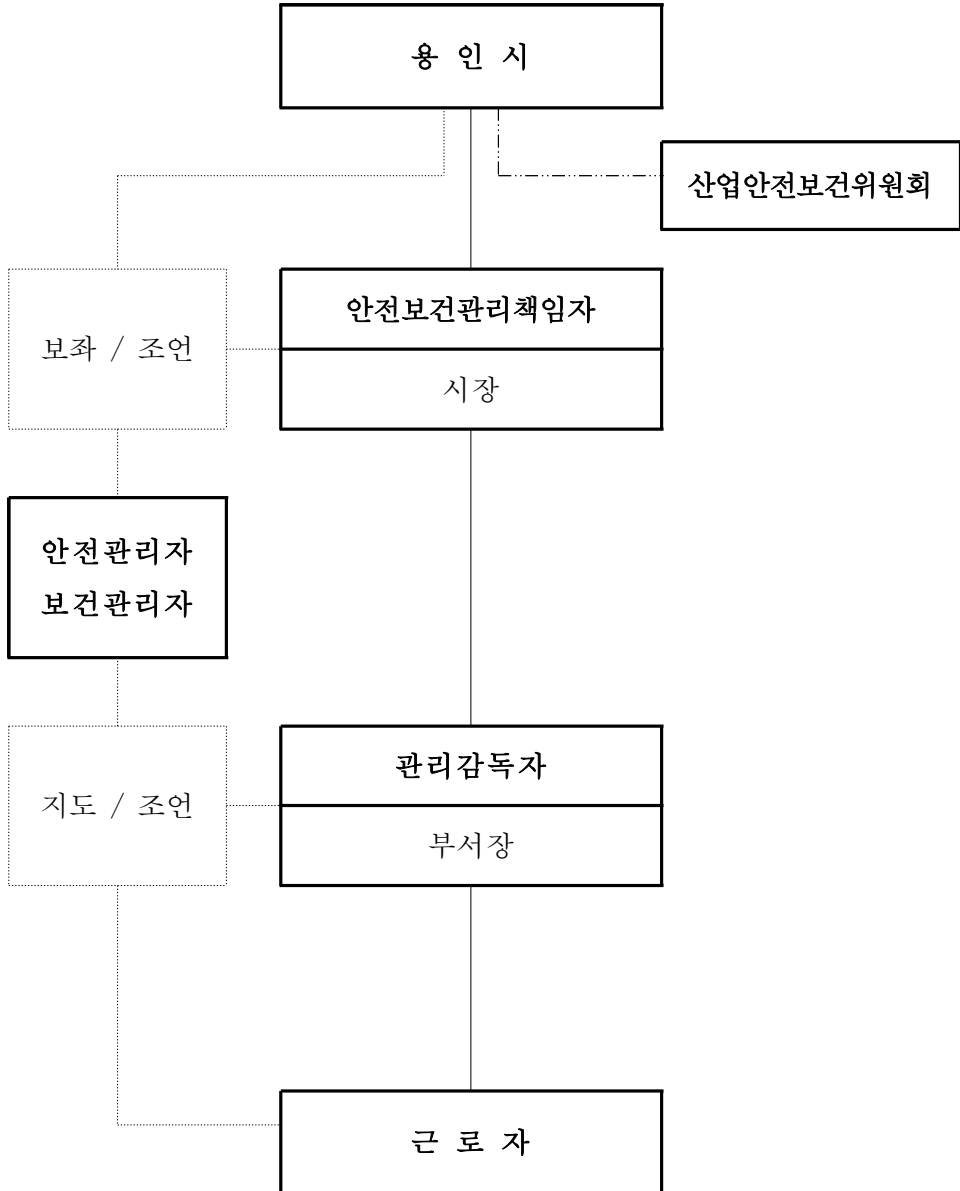 용 인 시
산업안전보건위원회
안전보건관리책임자
보좌 / 조언
시장
안전관리자
보건관리자
관리감독자
지도 / 조언
부서장
근 로 자